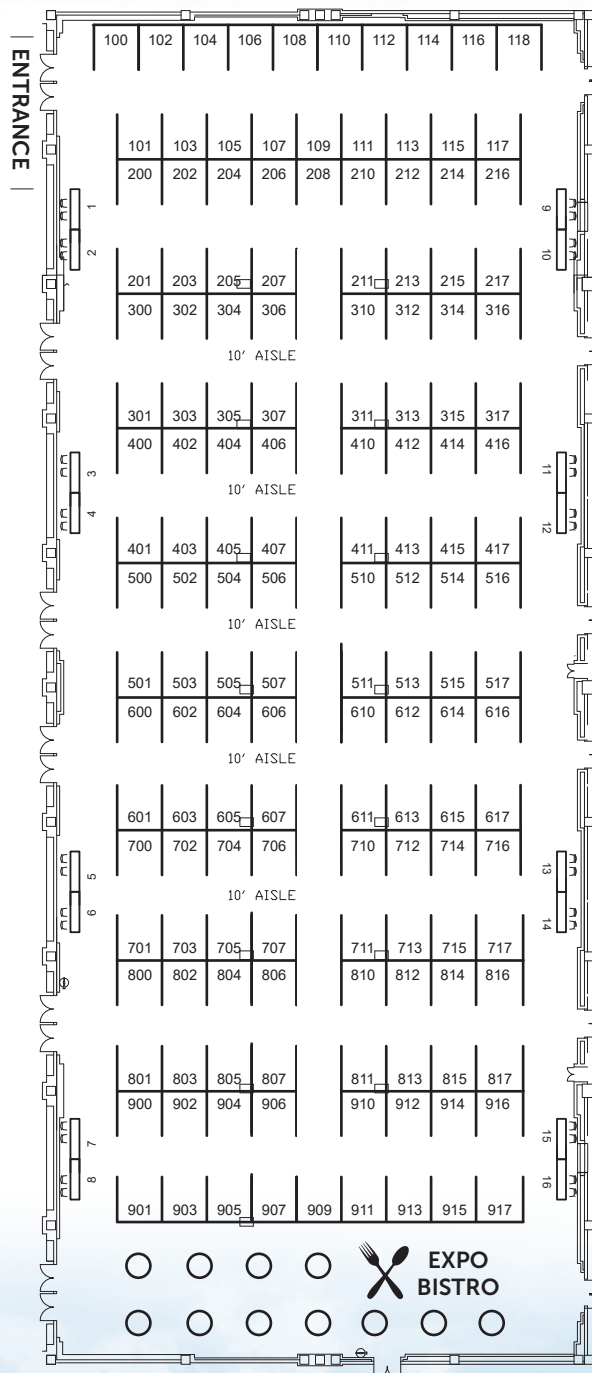 100 102 104 106 108 110 112 114 116 118
ENTRANCE
101 103 105 107 109 111 113 115 117
200 202 204 206 208 210 212 214 216
1 9
2 10
201 203 205 207 211 213 215 217
300 302 304 306 310 312 314 316
10' AISLE
301 303 305 307 311 313 315 317
400 402 404 406 410 412 414 416
3 11
10' AISLE
4 12
401 403 405 407 411 413 415 417
500 502 504 506 510 512 514 516
10' AISLE
501 503 505 507 511 513 515 517
600 602 604 606 610 612 614 616
10' AISLE
601 603 605 607 611 613 615 617
700 702 704 706 710 712 714 716
5 13
10' AISLE
6 14
701 703 705 707 711 713 715 717
800 802 804 806 810 812 814 816
801 803 805 807 811 813 815 817
900 902 904 906 910 912 914 916
7 15
8 16
901 903 905 907 909 911 913 915 917
EXPO
BISTRO